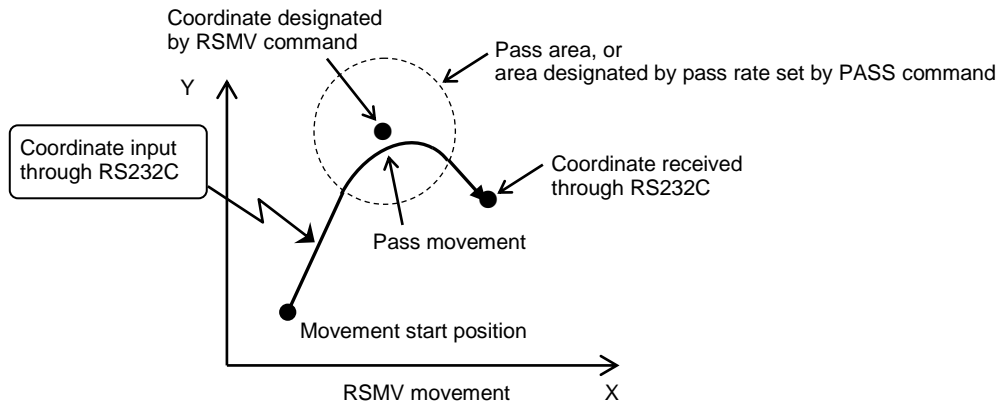 Coordinate designated
by RSMV command
Pass area, or
area designated by pass rate set by PASS command
Y
Coordinate input
through RS232C
Coordinate received
through RS232C
Pass movement
Movement start position
RSMV movement
X